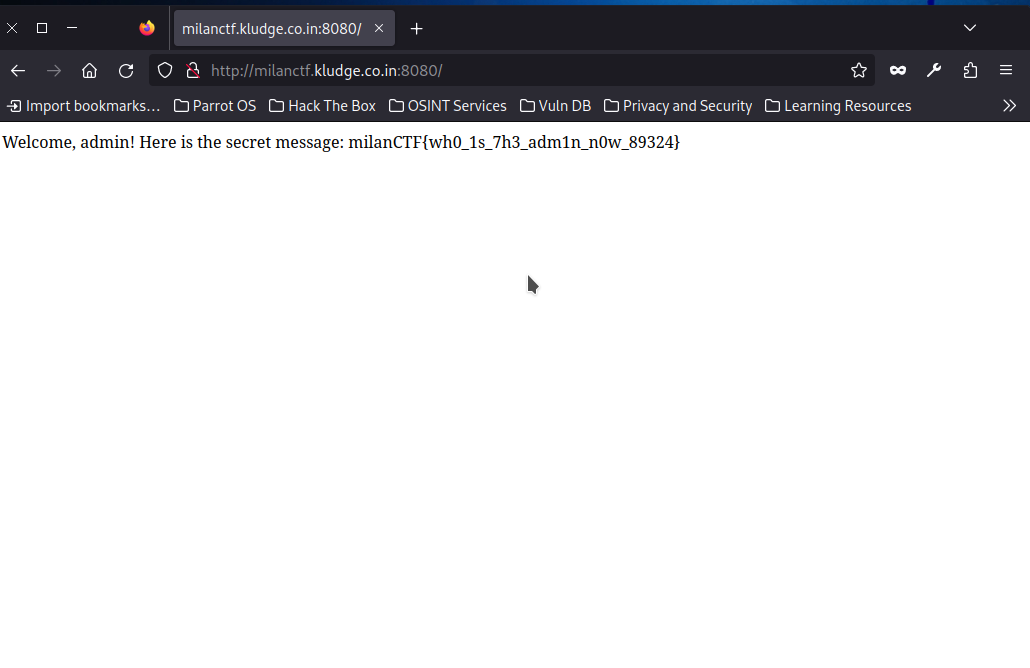 milanctf.kludge.co.in:8080/
http://milanctf.kludge.co.in:8080/
Import bookmarks… Parrot OS Hack The Box OSINT Services Vuln DB Privacy and Security Learning Resources
Welcome, admin! Here is the secret message: milanCTF{wh0_1s_7h3_adm1n_n0w_89324}